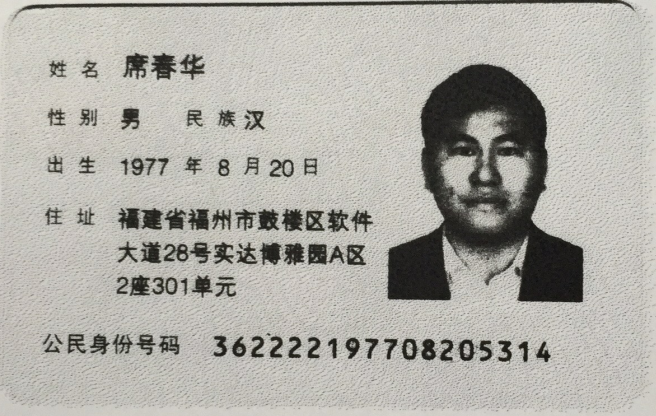 姓名 席春华
性别 男 民族 汉
出生 1977 年 8 月 20 日
住址 福建省福州市鼓楼区软件
大道28号实达博雅园A区
2座301单元
公民身份号码 362222197708205314